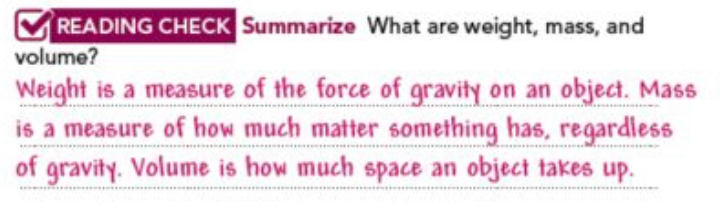 READING CHECK Summarize What are weight, mass, and
volume?
Weight is a measure of the force of gravity on an object. Mass
is a measure of how much matter something has, regardless
of gravity. Volume is how much space an object takes up.